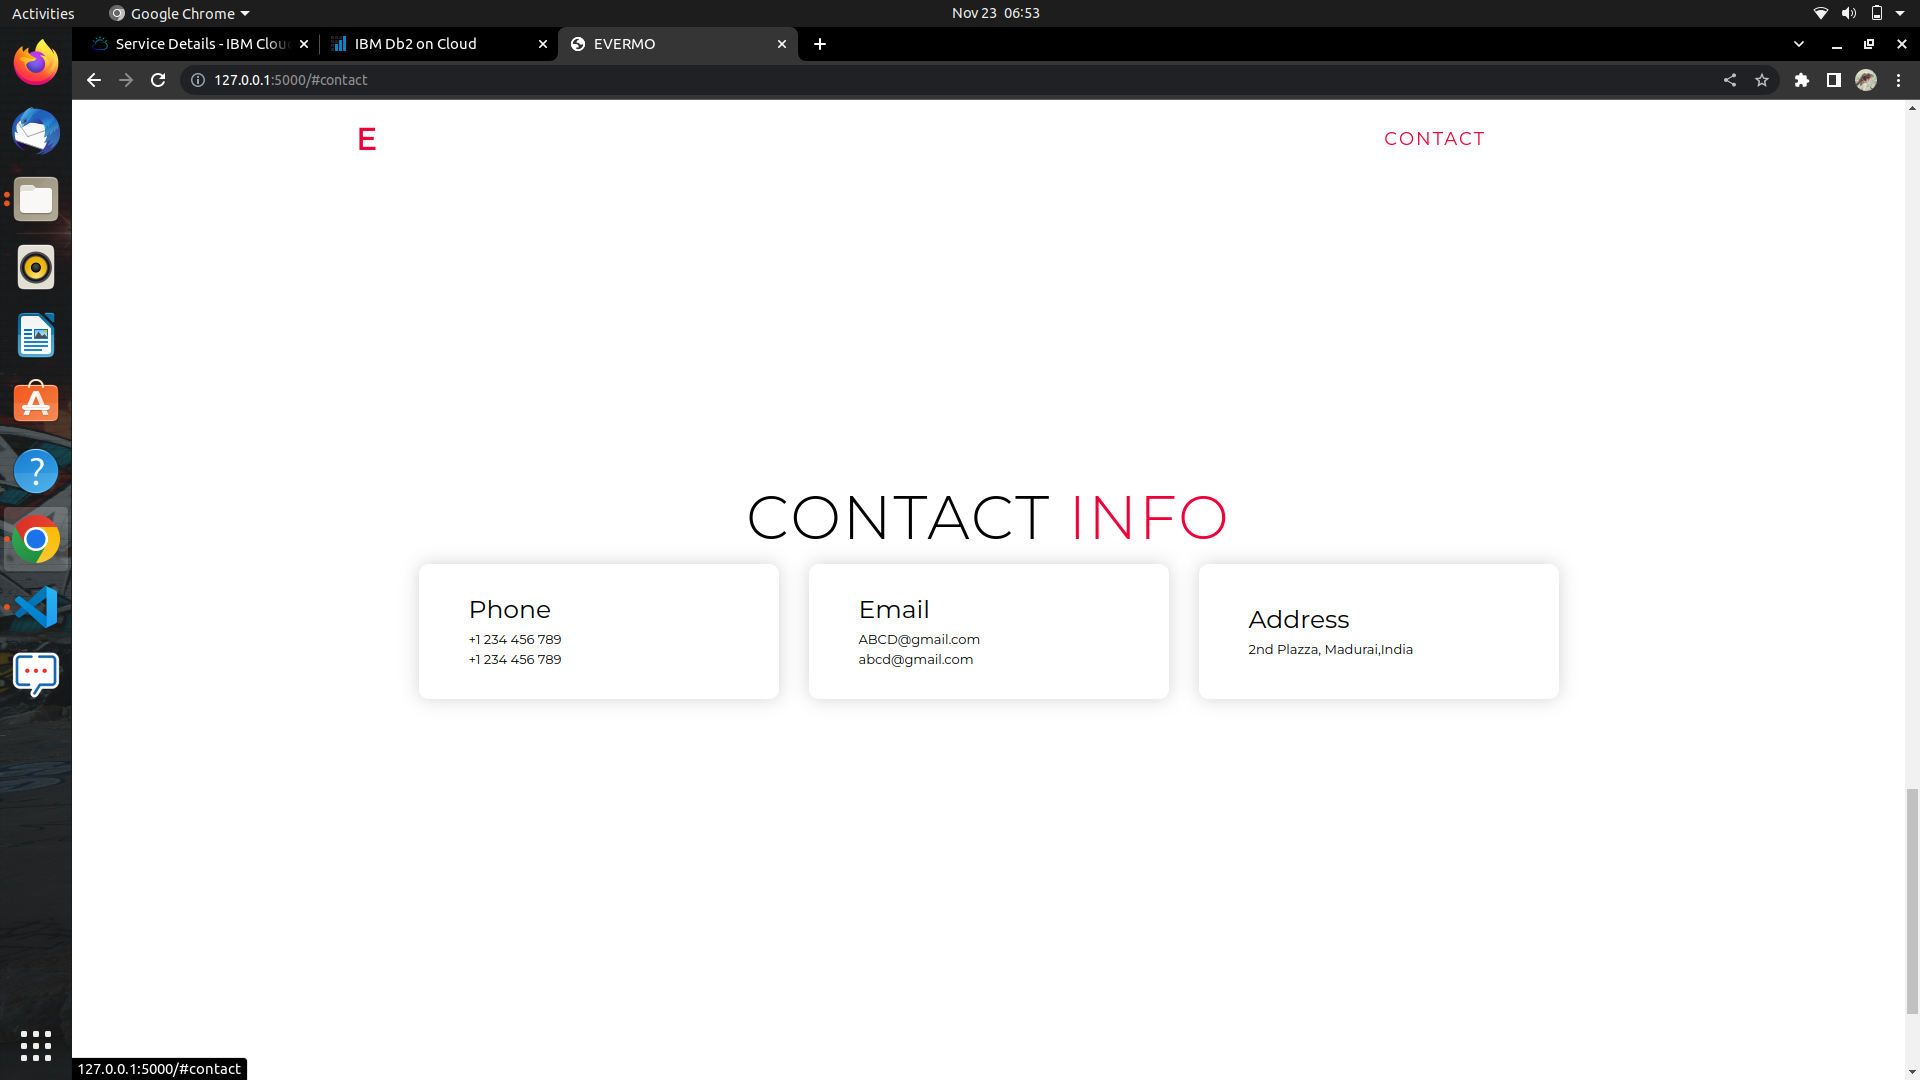 Activities
Google Chrome
Nov 23 06:53
Service Details - IBM Clou
IBM Db2 on Cloud
EVERMO
127.0.0.1:5000/#contact
E
CONTACT
CONTACT INFO
Phone
+1 234 456 789
+1 234 456 789
Email
ABCD@gmail.com
abcd@gmail.com
Address
2nd Plazza, Madurai,India
127.0.0.1:5000/#contact